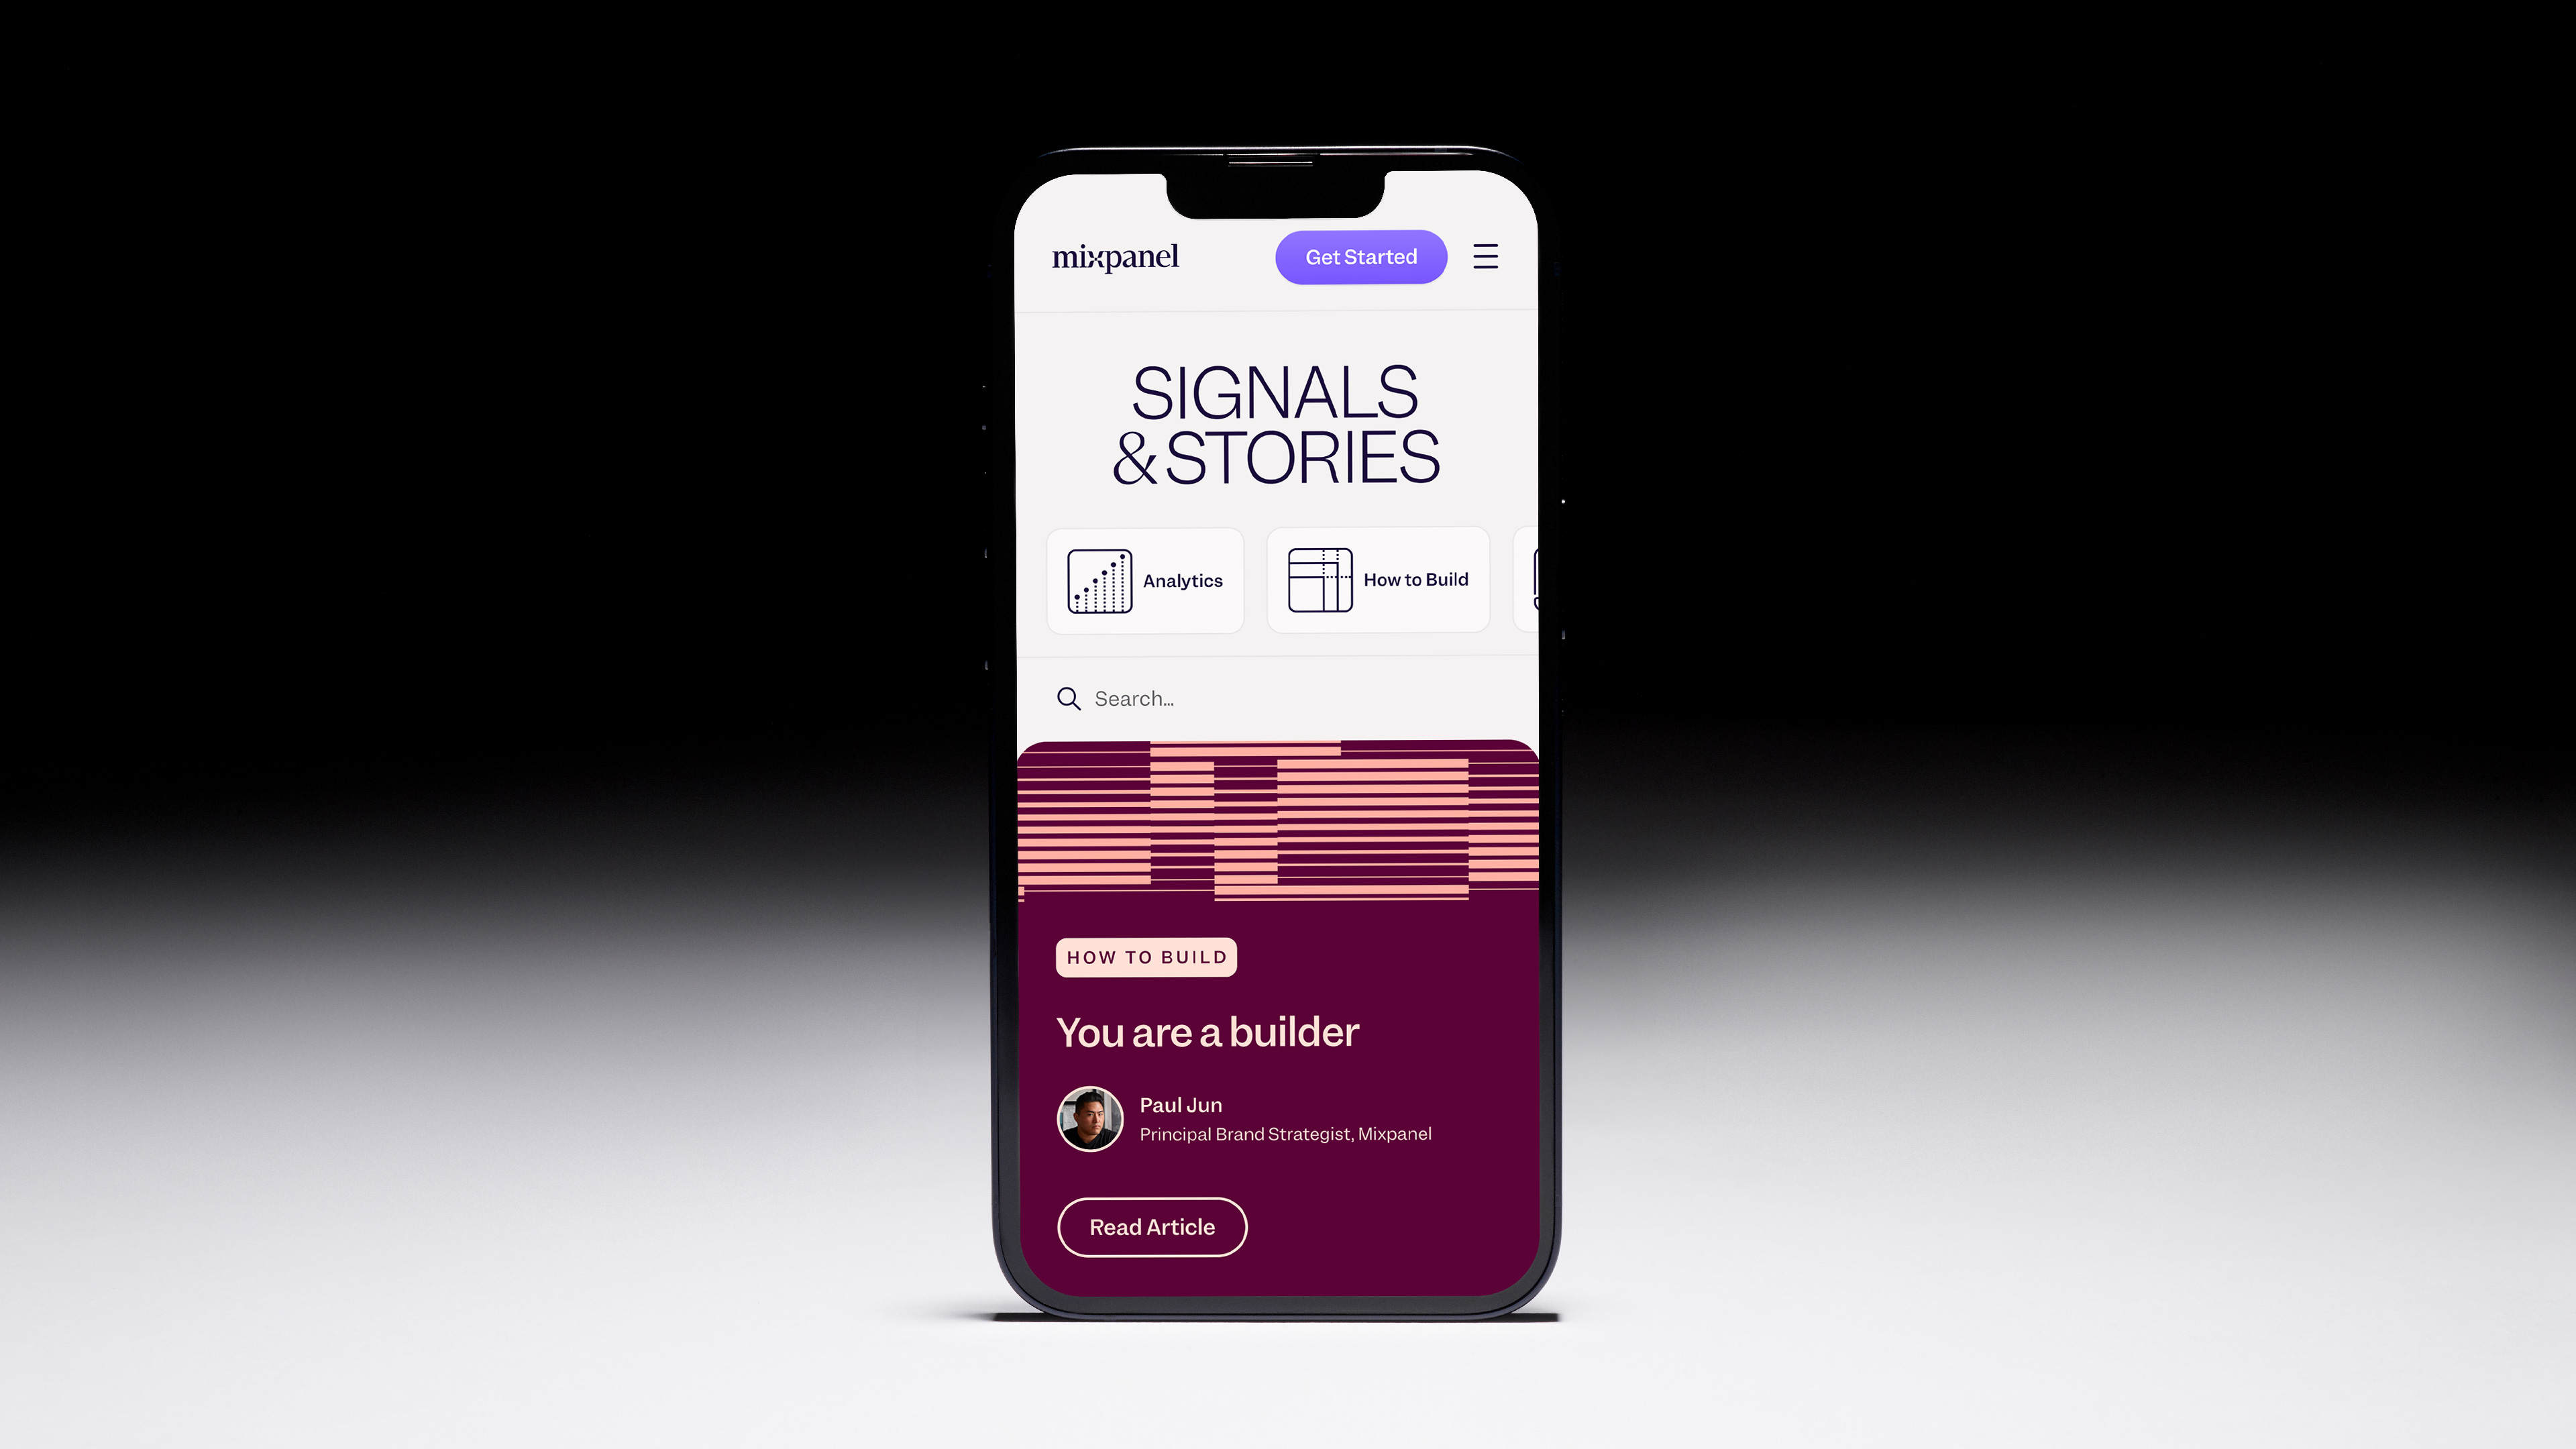 mixpanel
Get Started
SIGNALS
& STORIES
Analytics
How to Build
Search...
HOW TO BUILD
You are a builder
Paul Jun
Principal Brand Strategist, Mixpanel
Read Article